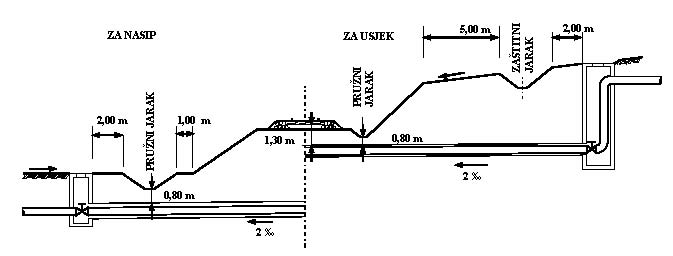 ZA NASIP
ZA USJEK
5,00 m
ZAŠTITNI
JARAK
2,00 m
PRUŽNI
JARAK
2,00 m
PRUŽNI JARAK
1,00 m
1,30 m
0,80 m
2 ‰
0,80 m
2 ‰